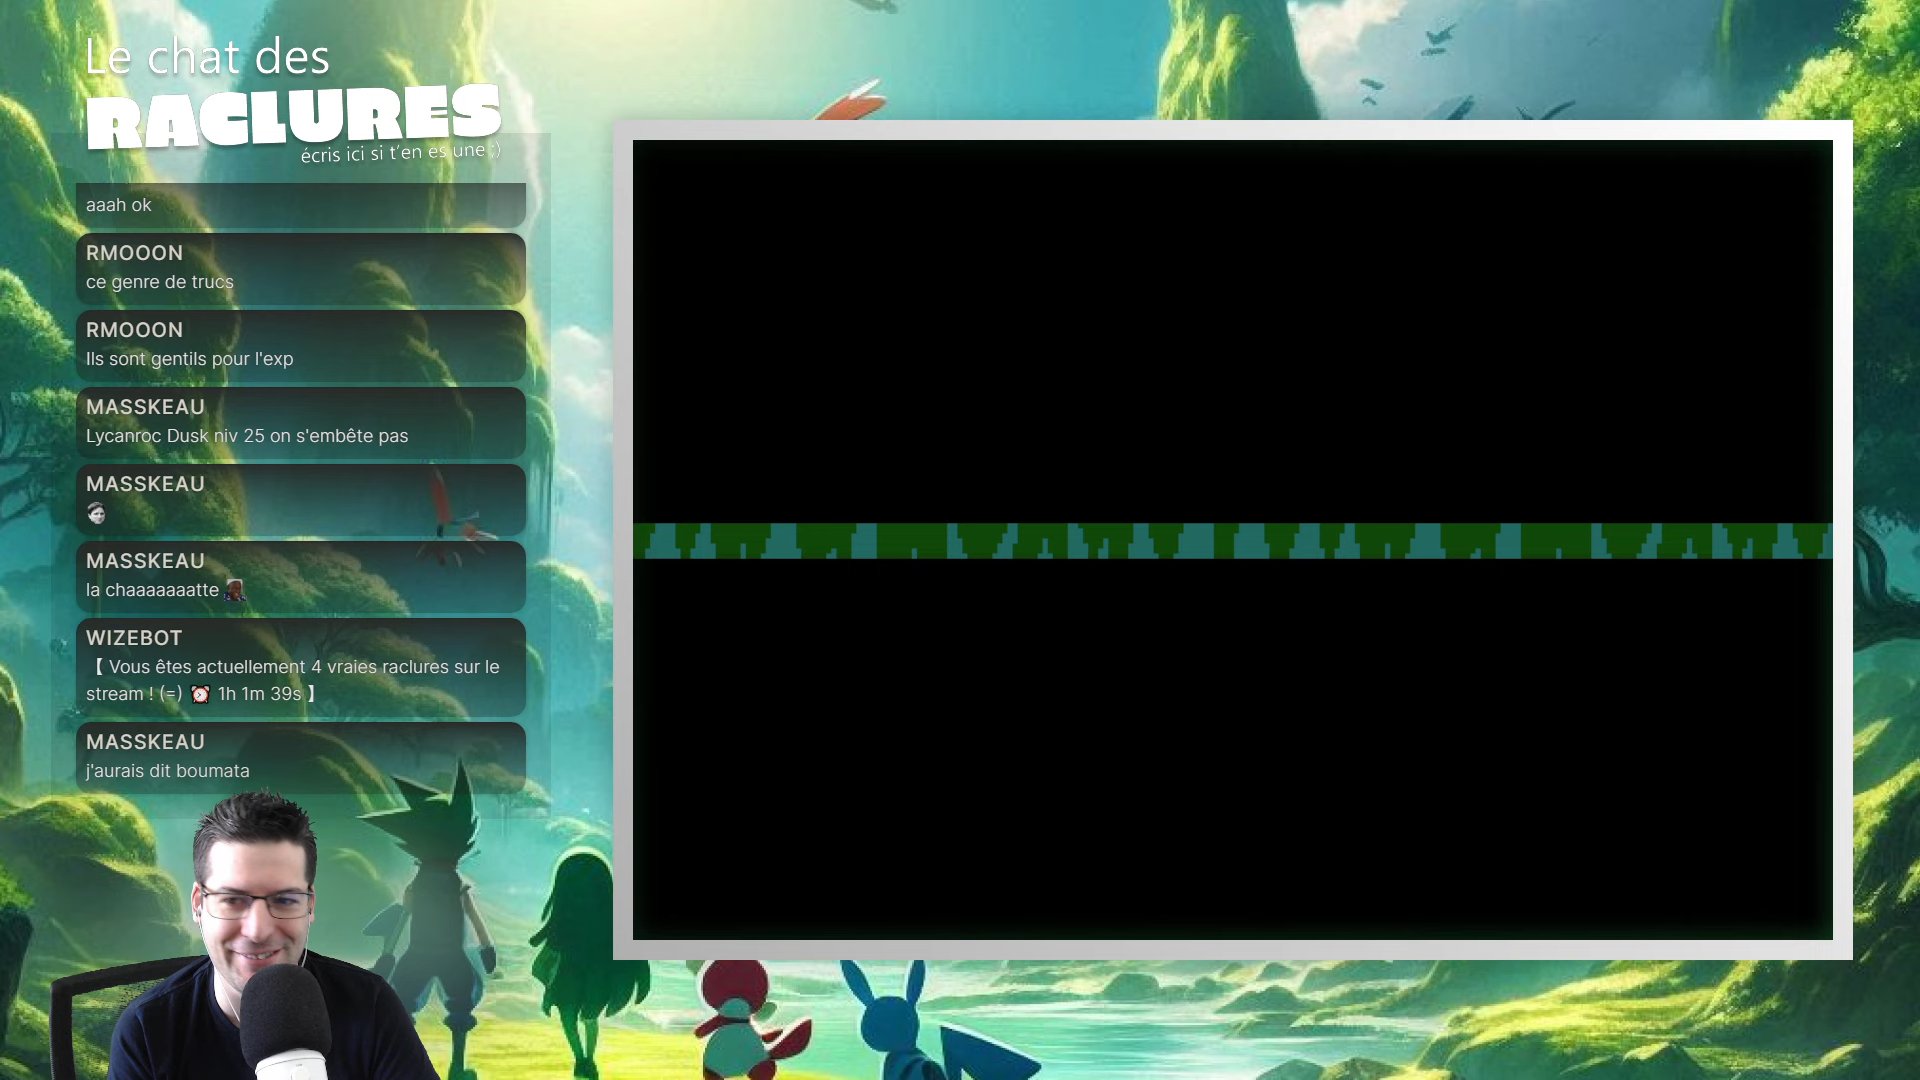 Le chat des
RACLURES
écris ici si t'en es une ;)
aaah ok
RMOOON
ce genre de trucs
RMOOON
Ils sont gentils pour l'exp
MASSKEAU
Lycanroc Dusk niv 25 on s'embête pas
MASSKEAU
MASSKEAU
la chaaaaaaatte
WIZEBOT
【 Vous êtes actuellement 4 vraies raclures sur le
stream ! (=) ⏰ 1h 1m 39s 】
MASSKEAU
j'aurais dit boumata